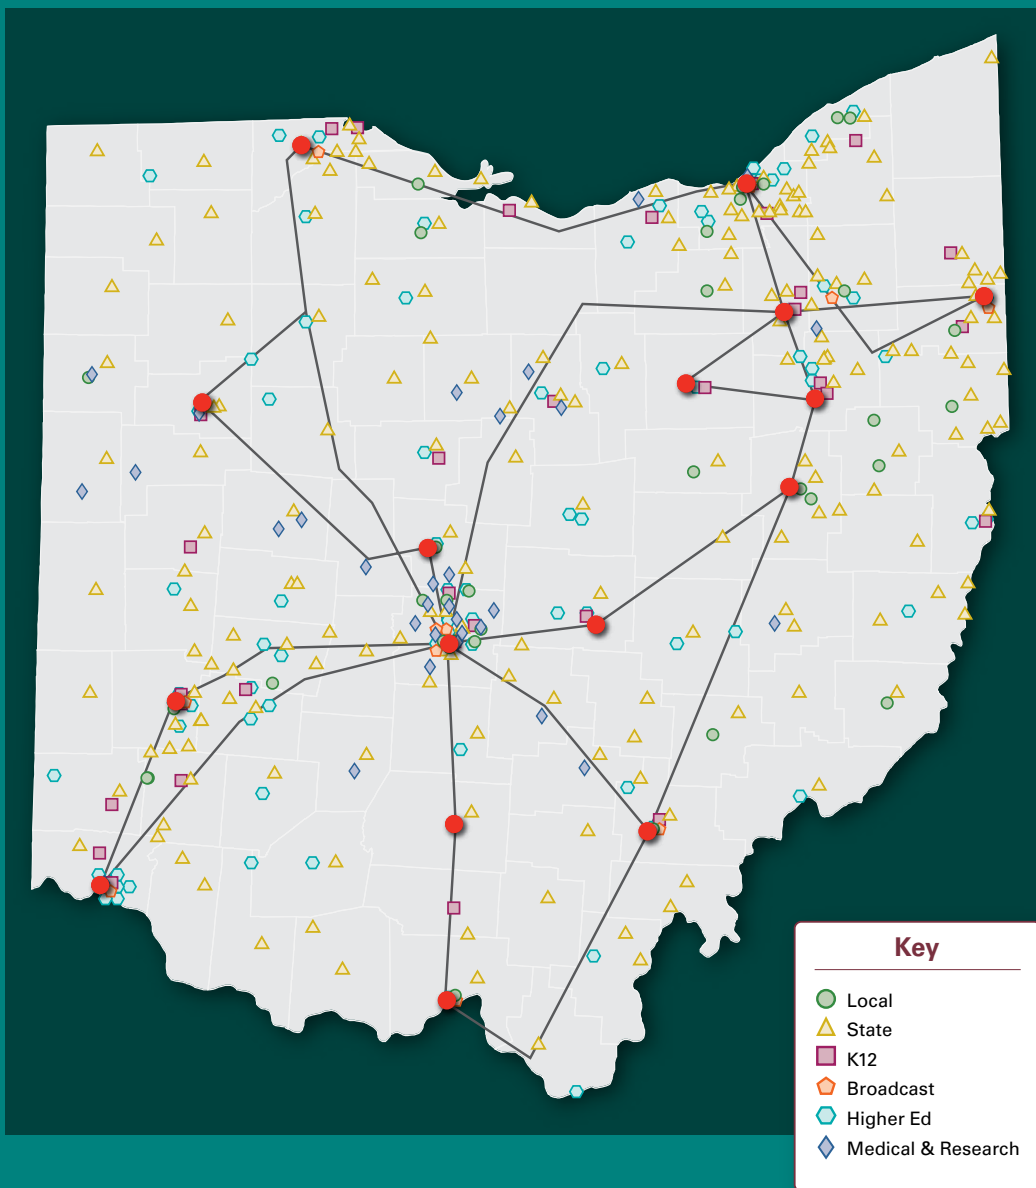 Key
Local
State
K12
Broadcast
Higher Ed
Medical & Research